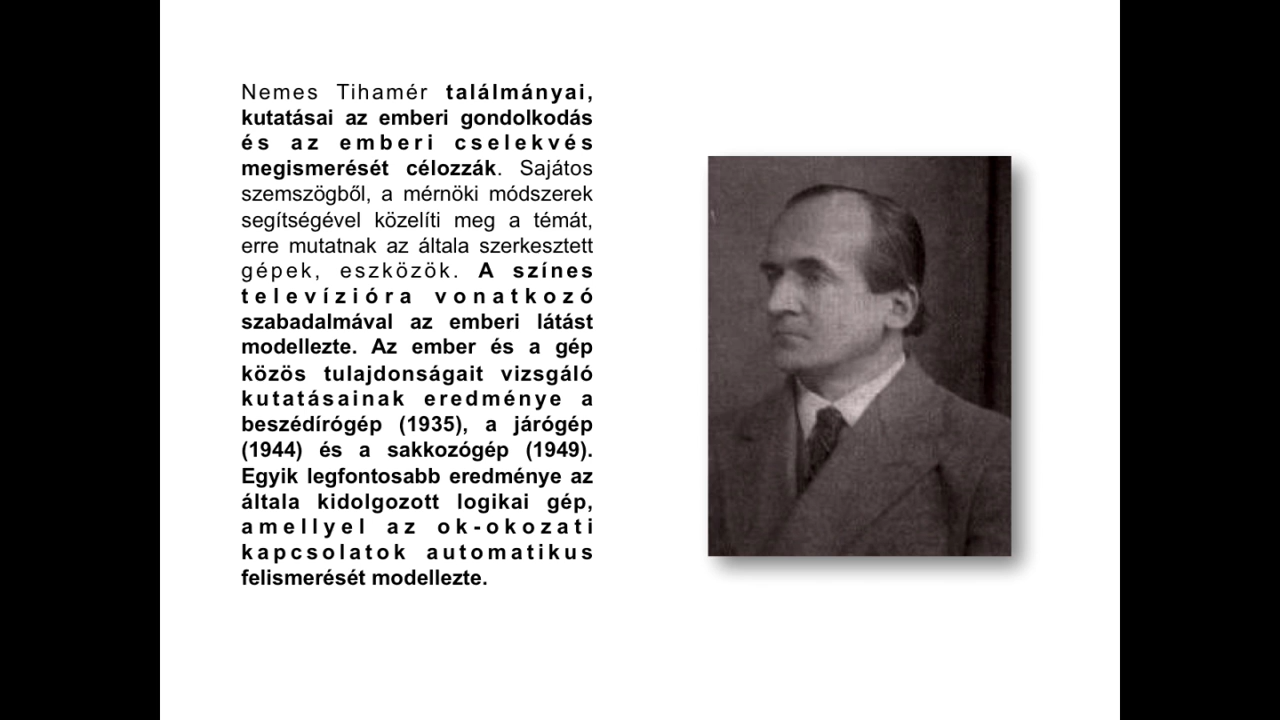 Nemes Tihamér találmányai,
kutatásai az emberi gondolkodás
és az emberi cselekvés
megismerését célozzák. Sajátos
szemszögből, a mérnöki módszerek
segítségével közelíti meg a témát,
erre mutatnak az általa szerkesztett
gépek, eszközök. A színes
televízióra vonatkozó
szabadalmával az emberi látást
modellezte. Az ember és a gép
közös tulajdonságait vizsgáló
kutatásainak eredménye a
beszédírógép (1935), a járógép
(1944) és a sakkozógép (1949).
Egyik legfontosabb eredménye az
általa kidolgozott logikai gép,
amellyel az ok-okozati
kapcsolatok automatikus
felismerését modellezte.